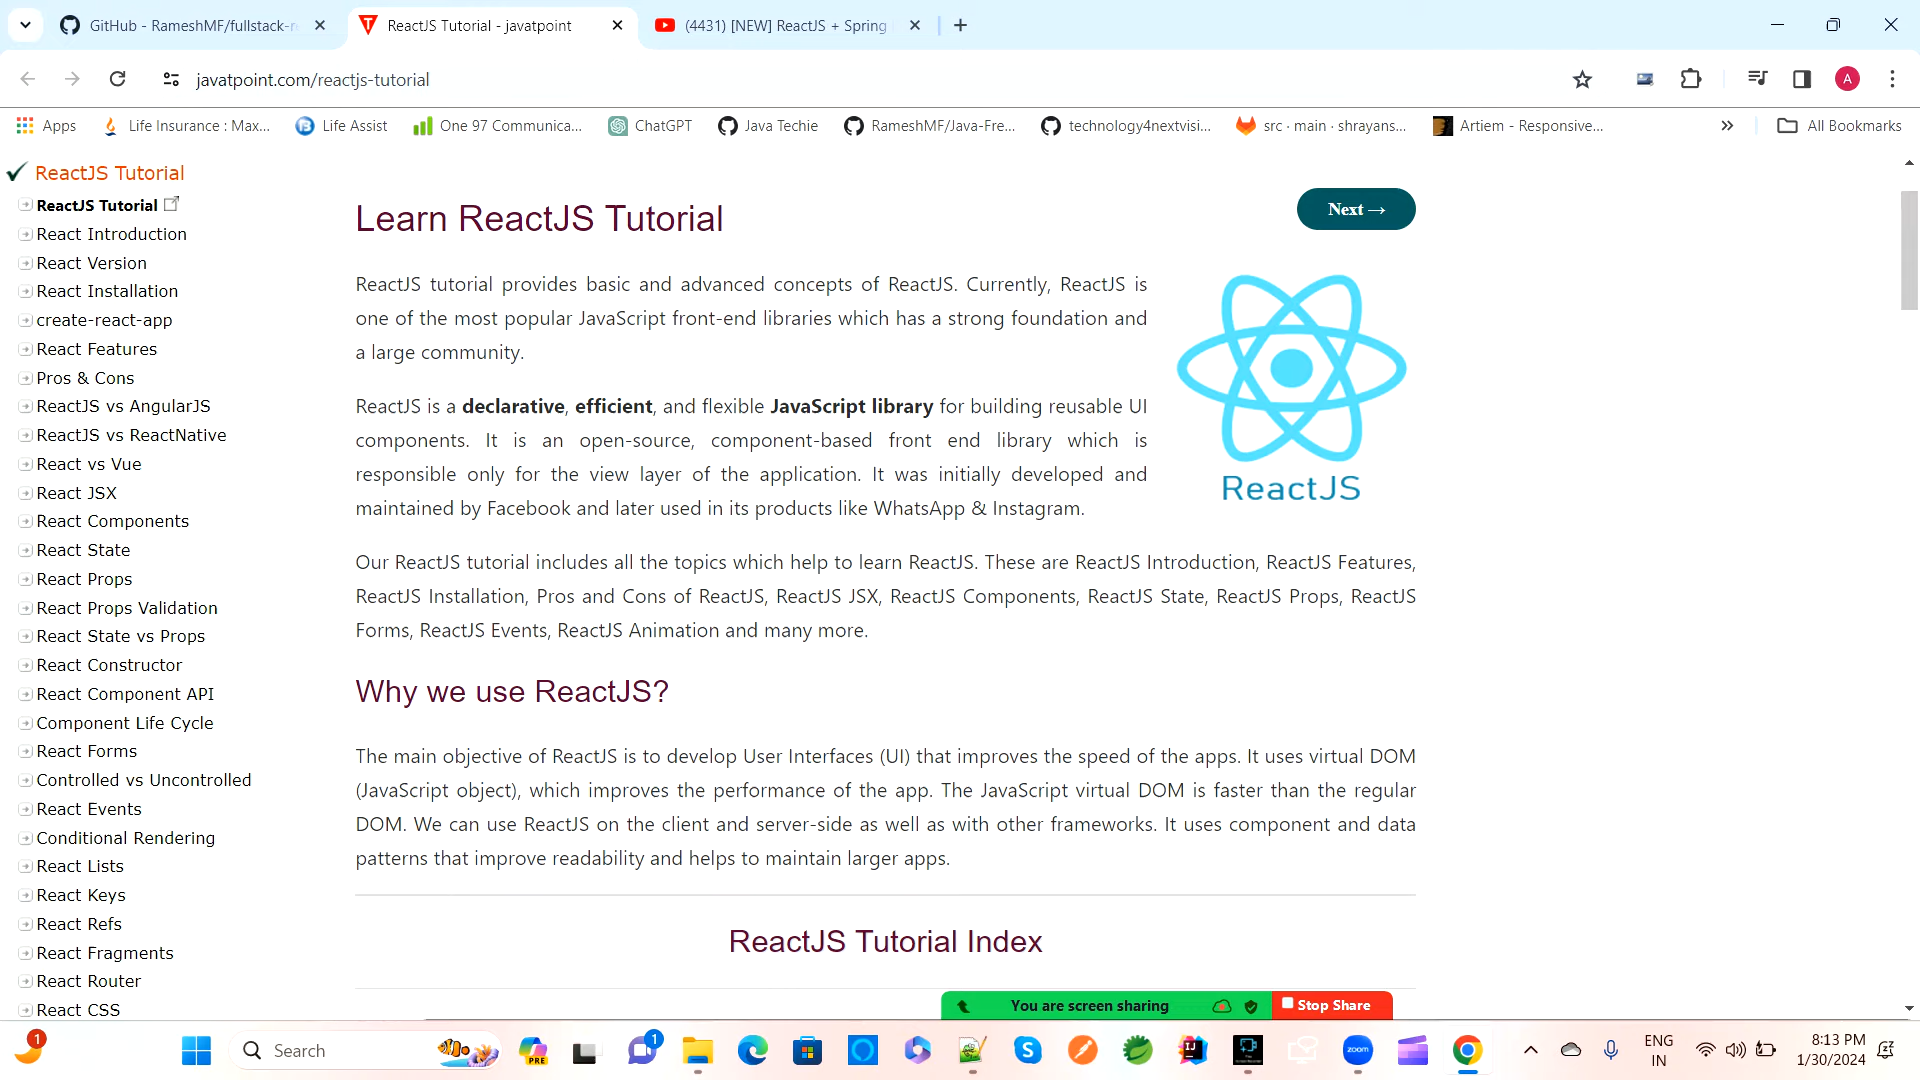 GitHub - RameshMF/fullstack-r
ReactJS Tutorial - javatpoint
(4431) [NEW] ReactJS + Spring
javatpoint.com/reactjs-tutorial
A
Apps
Life Insurance : Max...
Life Assist
One 97 Communica...
ChatGPT
Java Techie
RameshMF/Java-Fre...
technology4nextvisi...
src · main · shrayans...
Artiem - Responsive...
All Bookmarks
ReactJS Tutorial
ReactJS Tutorial
React Introduction
React Version
React Installation
create-react-app
React Features
Pros & Cons
ReactJS vs AngularJS
ReactJS vs ReactNative
React vs Vue
React JSX
React Components
React State
React Props
React Props Validation
React State vs Props
React Constructor
React Component API
Component Life Cycle
React Forms
Controlled vs Uncontrolled
React Events
Conditional Rendering
React Lists
React Keys
React Refs
React Fragments
React Router
React CSS
Learn ReactJS Tutorial
Next →
ReactJS tutorial provides basic and advanced concepts of ReactJS. Currently, ReactJS is
one of the most popular JavaScript front-end libraries which has a strong foundation and
a large community.
ReactJS is a declarative, efficient, and flexible JavaScript library for building reusable UI
components. It is an open-source, component-based front end library which is
responsible only for the view layer of the application. It was initially developed and
maintained by Facebook and later used in its products like WhatsApp & Instagram.
ReactJS
Our ReactJS tutorial includes all the topics which help to learn ReactJS. These are ReactJS Introduction, ReactJS Features,
ReactJS Installation, Pros and Cons of ReactJS, ReactJS JSX, ReactJS Components, ReactJS State, ReactJS Props, ReactJS
Forms, ReactJS Events, ReactJS Animation and many more.
Why we use ReactJS?
The main objective of ReactJS is to develop User Interfaces (UI) that improves the speed of the apps. It uses virtual DOM
(JavaScript object), which improves the performance of the app. The JavaScript virtual DOM is faster than the regular
DOM. We can use ReactJS on the client and server-side as well as with other frameworks. It uses component and data
patterns that improve readability and helps to maintain larger apps.
ReactJS Tutorial Index
You are screen sharing
Stop Share
1
Search
PRE
1
S
IJ
zoom
ENG
IN
8:13 PM
1/30/2024